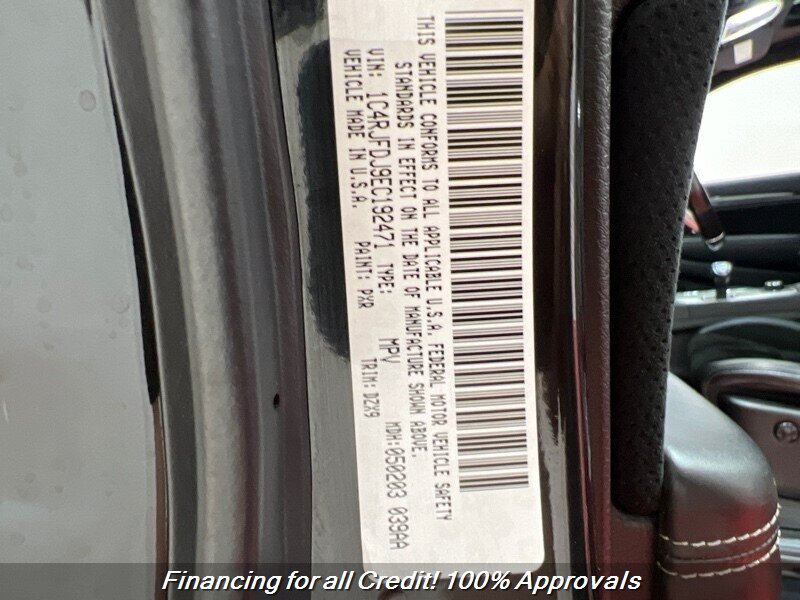 THIS VEHICLE CONFORMS TO ALL APPLICABLE U.S.A. FEDERAL MOTOR VEHICLE SAFETY
STANDARDS IN EFFECT ON THE DATE OF MANUFACTURE SHOWN ABOVE.
VIN: 1C4RJFDJ9EC192471 TYPE: MPV MDH:050203 039AA
VEHICLE MADE IN U.S.A. PAINT: PXR TRIM: DZX9
Financing for all Credit! 100% Approvals